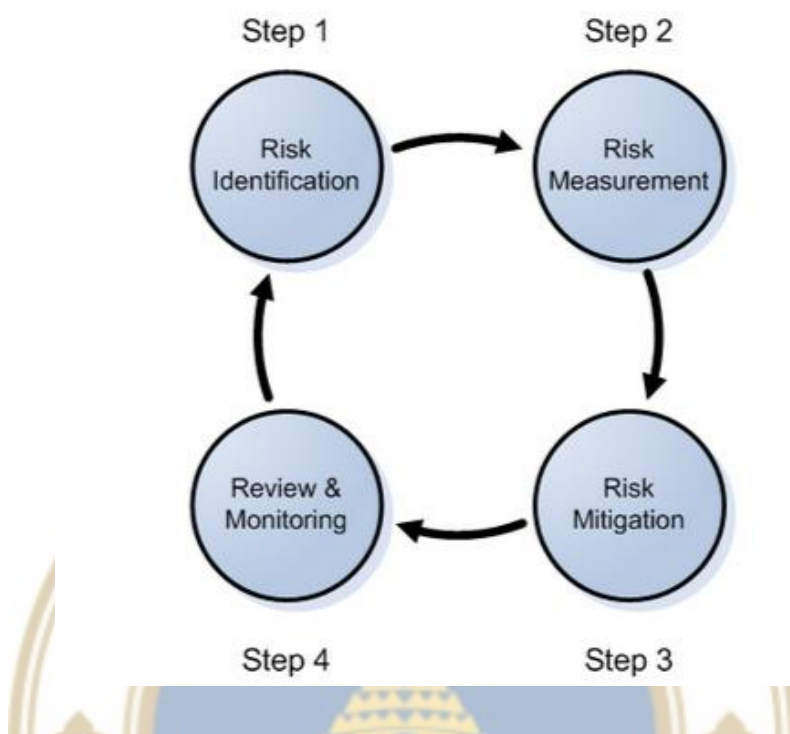 Step 1
Step 2
Risk
Identification
Risk
Measurement
Review &
Monitoring
Risk
Mitigation
Step 4
Step 3